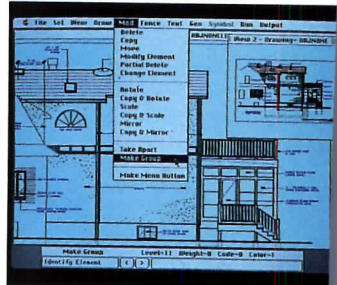 File Set View Draw Mod Fence Text Gen Symbol Run Output
Delete
Copy
Move
Modify Element
Partial Delete
Change Element
Rotate
Copy & Rotate
Scale
Copy & Scale
Mirror
Copy & Mirror
Take Apart
Make Group
Make Menu Button
View 2 - Drawing-
Make Group Level-11 Weight-0 Code-0 Color-1
Identify Element < >